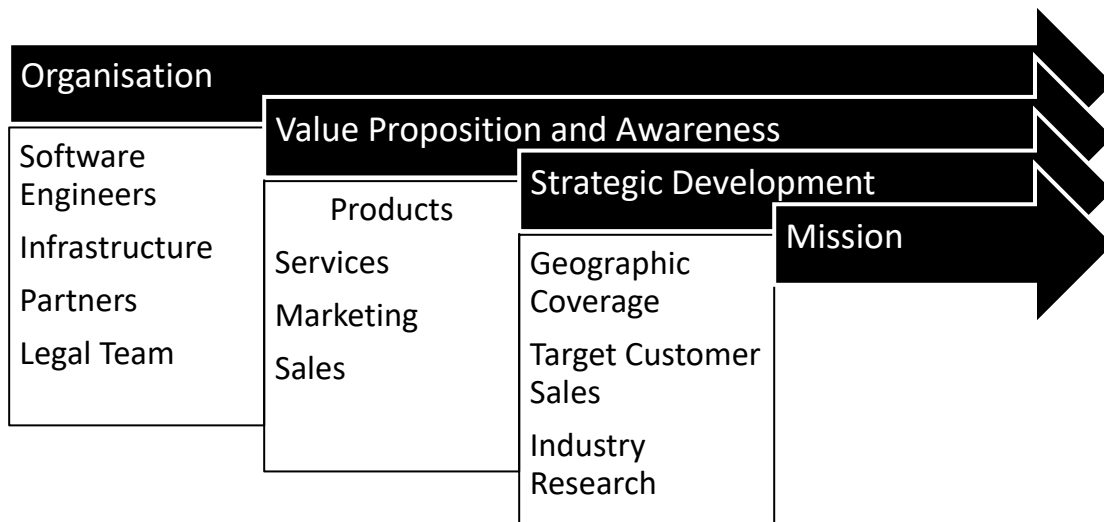 Organisation
Software
Engineers
Infrastructure
Partners
Legal Team
Value Proposition and Awareness
Products
Services
Marketing
Sales
Strategic Development
Geographic
Coverage
Target Customer
Sales
Industry
Research
Mission